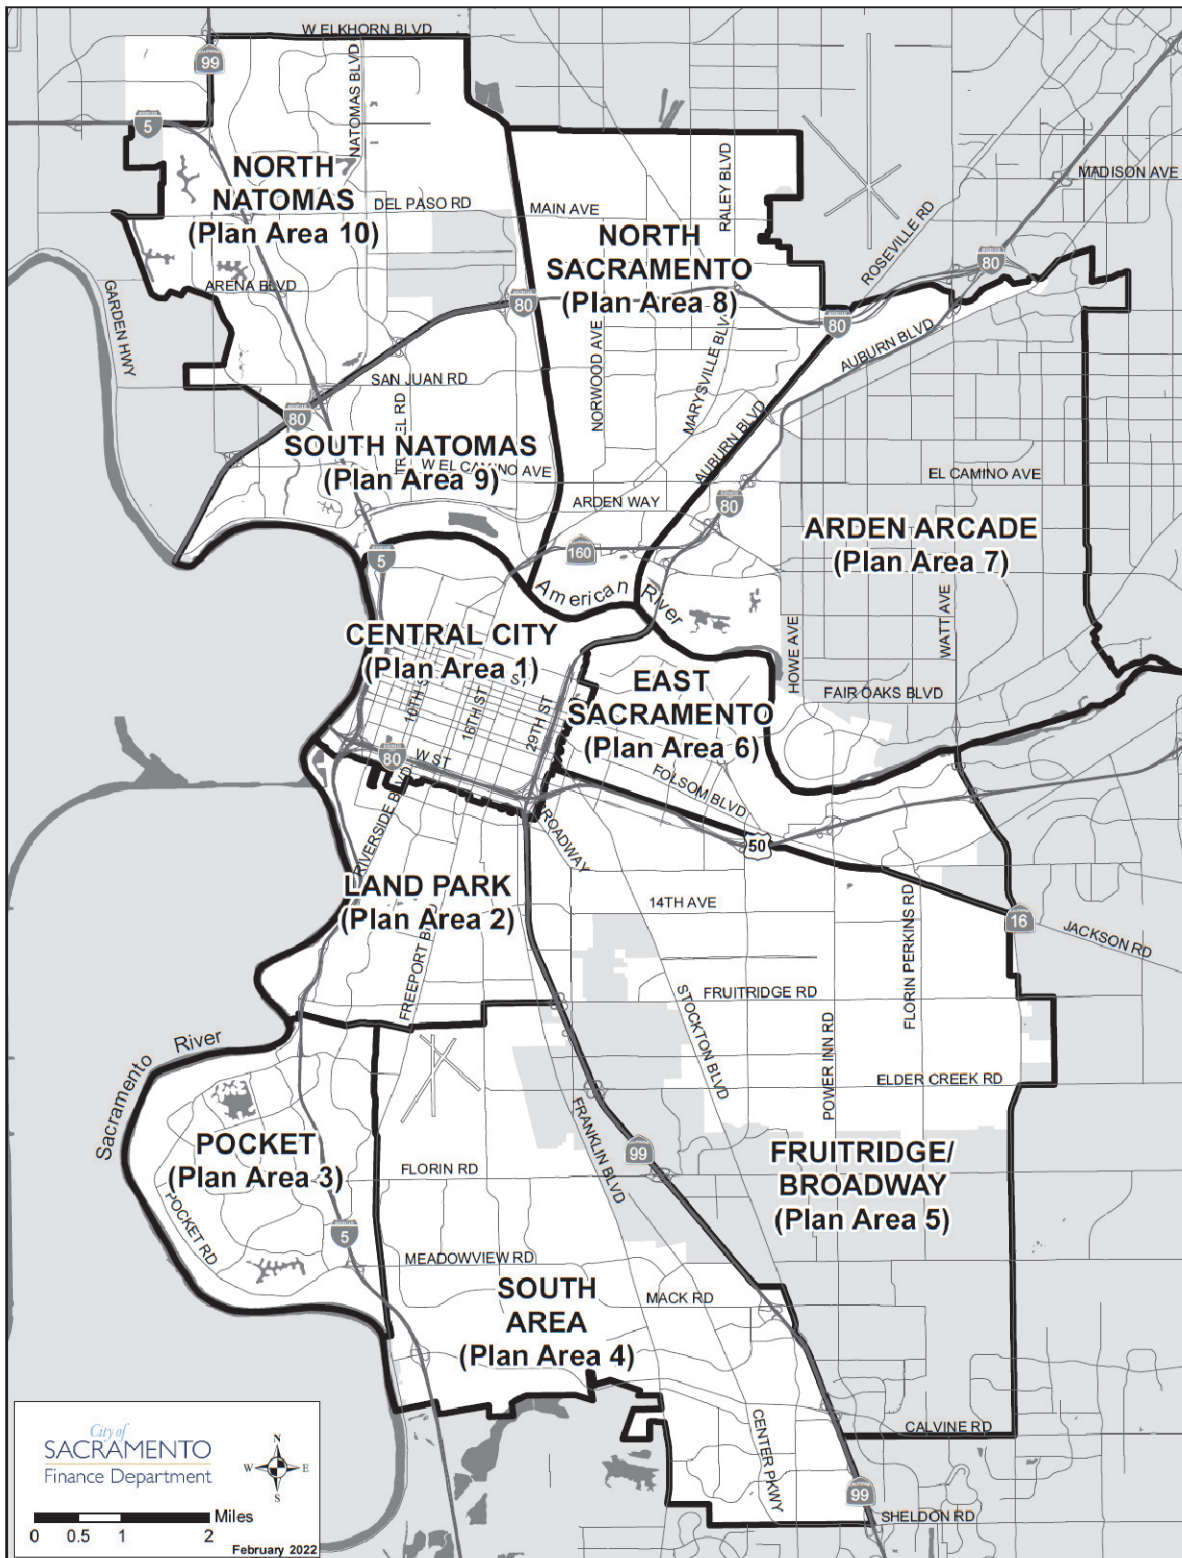 W ELKHORN BLVD
99
NATOMAS BLVD
5
NORTH
NATOMAS
(Plan Area 10)
DEL PASO RD
MAIN AVE
RALEY BLVD
MADISON AVE
NORTH
SACRAMENTO
(Plan Area 8)
ROSEVILLE RD
80
ARENA BLVD
GARDEN HWY
80
80
NORWOOD AVE
MARYSVILLE BLV
AUBURN BLVD
SAN JUAN RD
80
SOUTH NATOMAS
(Plan Area 9)
EL RD
W EL CAMINO AVE
AUBURN BLVD
EL CAMINO AVE
ARDEN WAY
80
ARDEN ARCADE
(Plan Area 7)
5
160
American River
CENTRAL CITY
(Plan Area 1)
HOWE AVE
WATT AVE
10TH S
16TH ST
ST
29TH ST
EAST
SACRAMENTO
(Plan Area 6)
FAIR OAKS BLVD
80
W ST
FOLSOM BLVD
RIVERSIDE BLVD
ROADWAY
50
LAND PARK
(Plan Area 2)
14TH AVE
FLORIN PERKINS RD
16
JACKSON RD
FREEPORT B
FRUITRIDGE RD
STOCKTON BLVD
POWER INN RD
Sacramento River
ELDER CREEK RD
FRANKLIN BLVD
POCKET
(Plan Area 3)
FLORIN RD
99
FRUITRIDGE/
BROADWAY
(Plan Area 5)
POCKET RD
5
MEADOWVIEW RD
SOUTH
AREA
(Plan Area 4)
MACK RD
CENTER PKWY
CALVINE RD
99
SHELDON RD
City of
SACRAMENTO
Finance Department
N
W E
S
Miles
0 0.5 1 2
February 2022